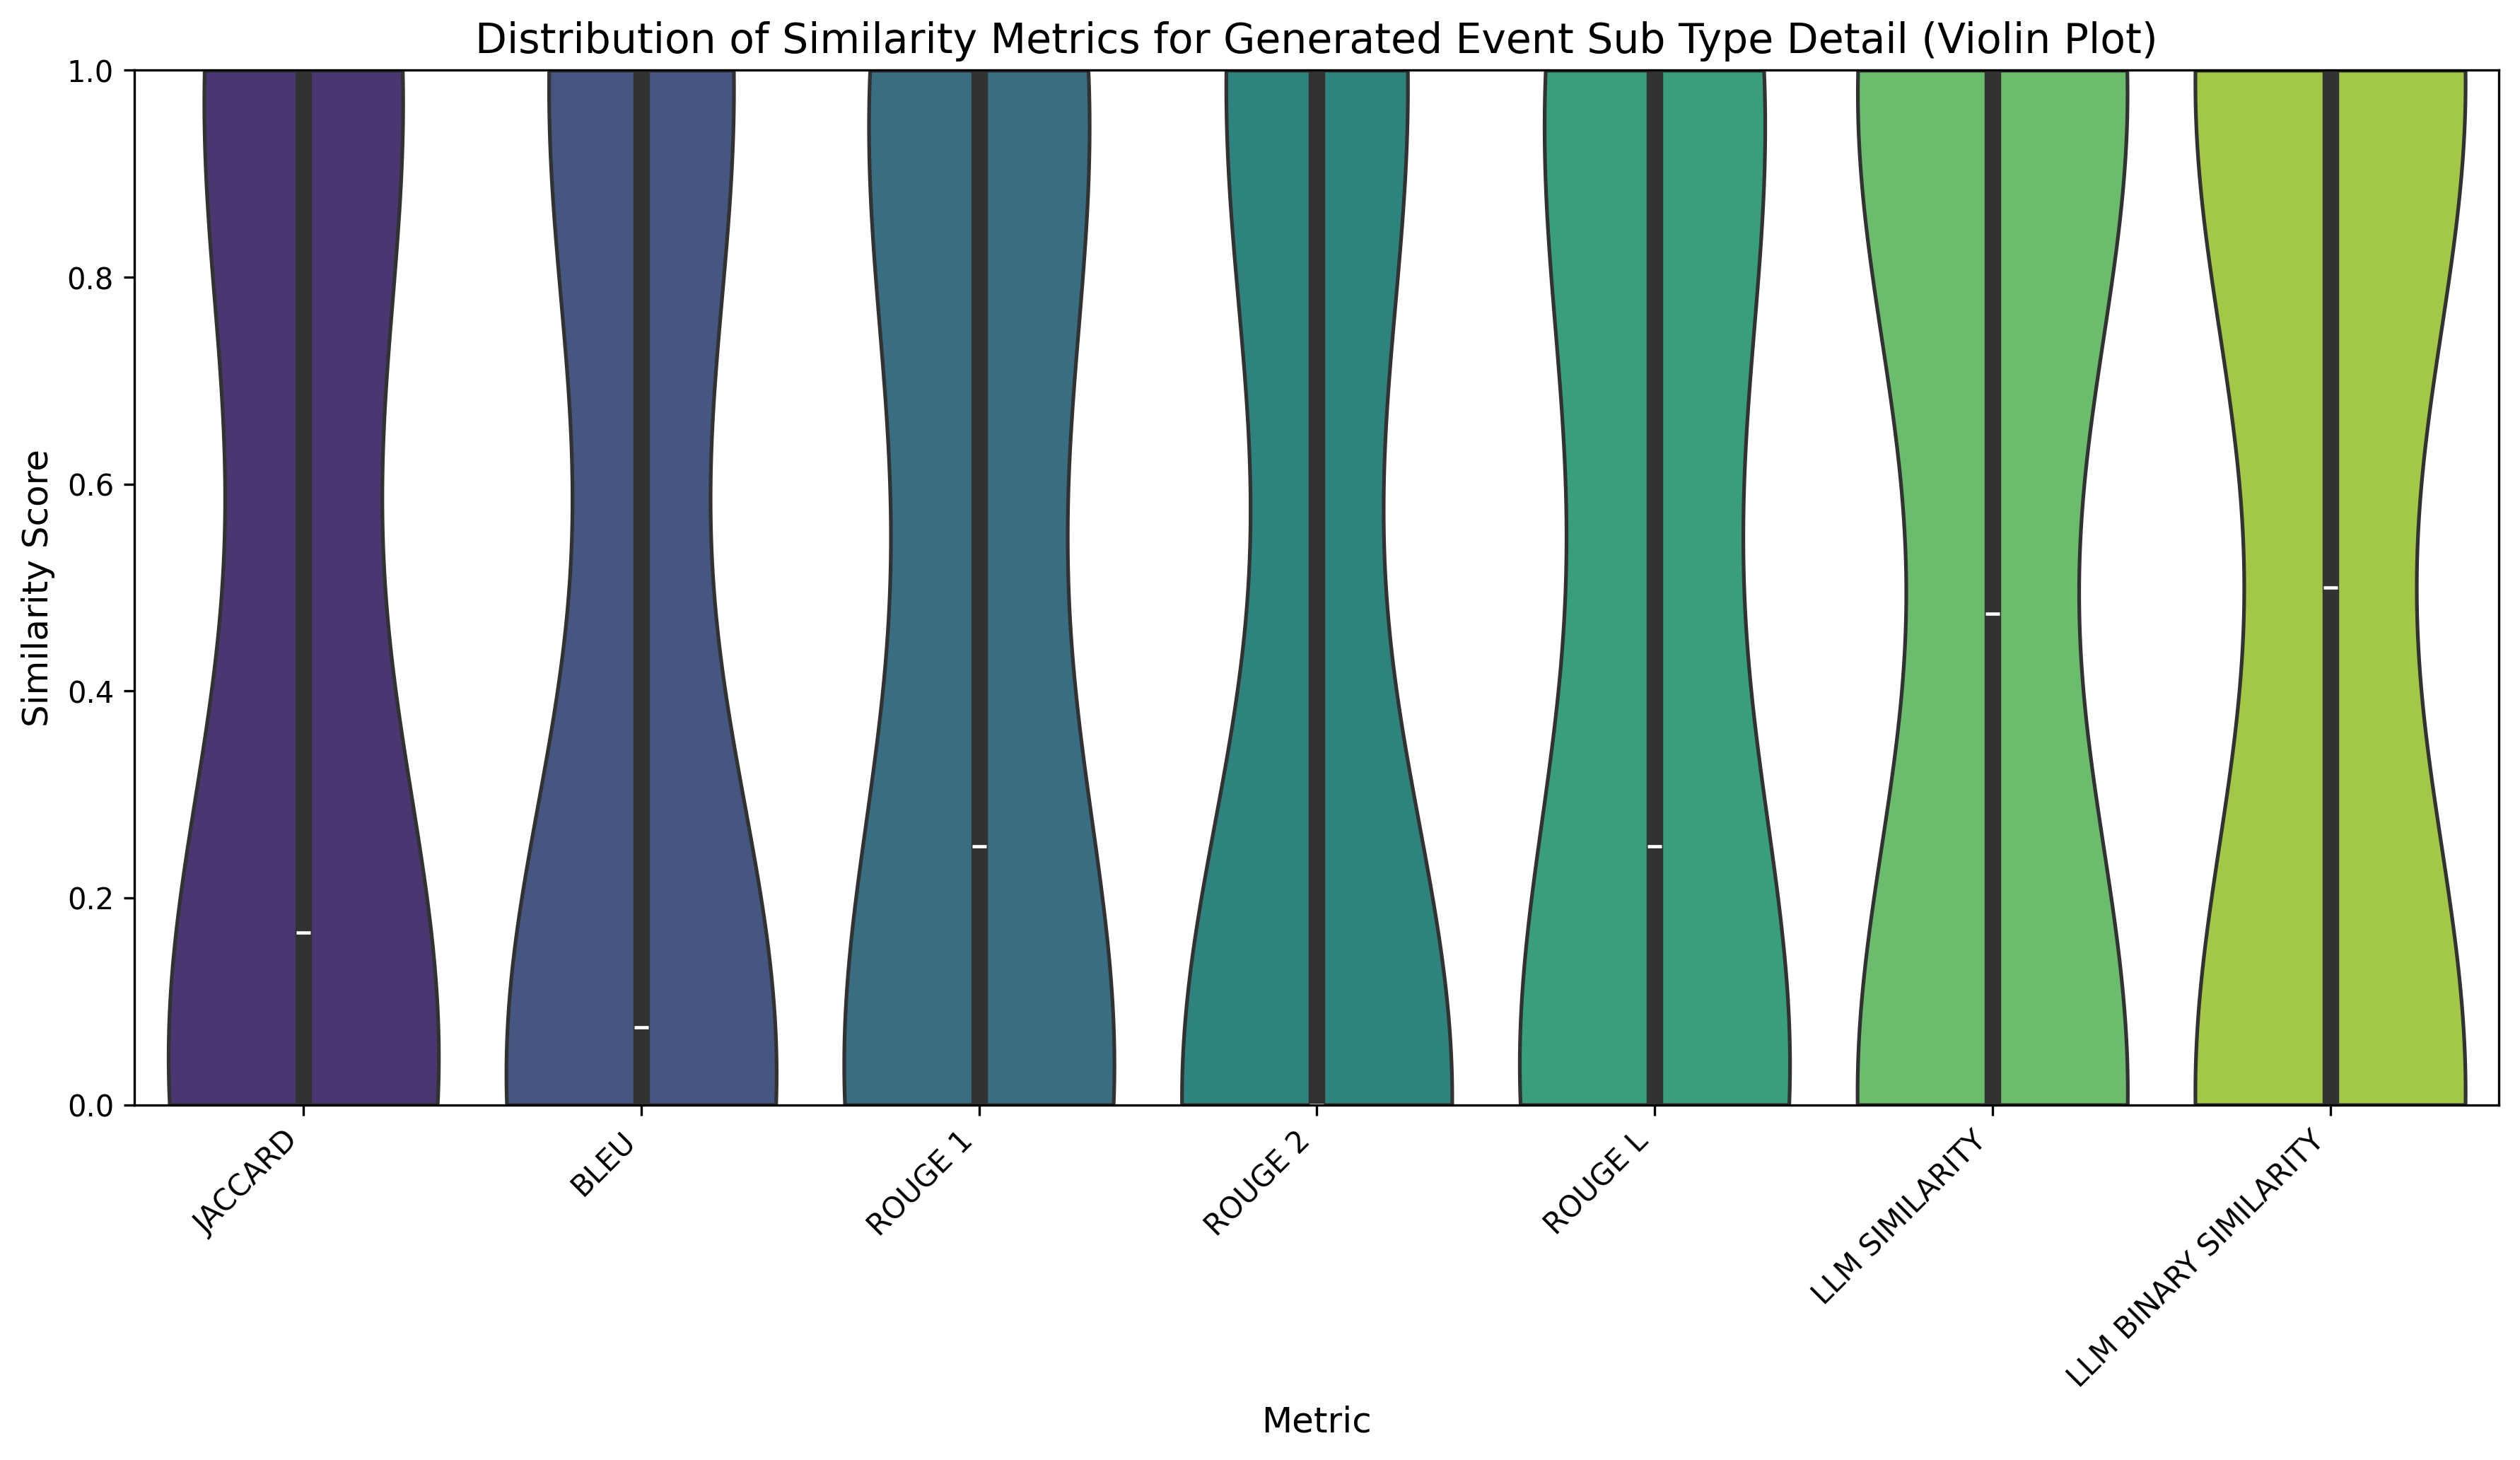 Distribution of Similarity Metrics for Generated Event Sub Type Detail (Violin Plot)
Similarity Score
1.0
0.8
0.6
0.4
0.2
0.0
JACCARD
BLEU
ROUGE 1
ROUGE 2
ROUGE L
LLM SIMILARITY
LLM BINARY SIMILARITY
Metric